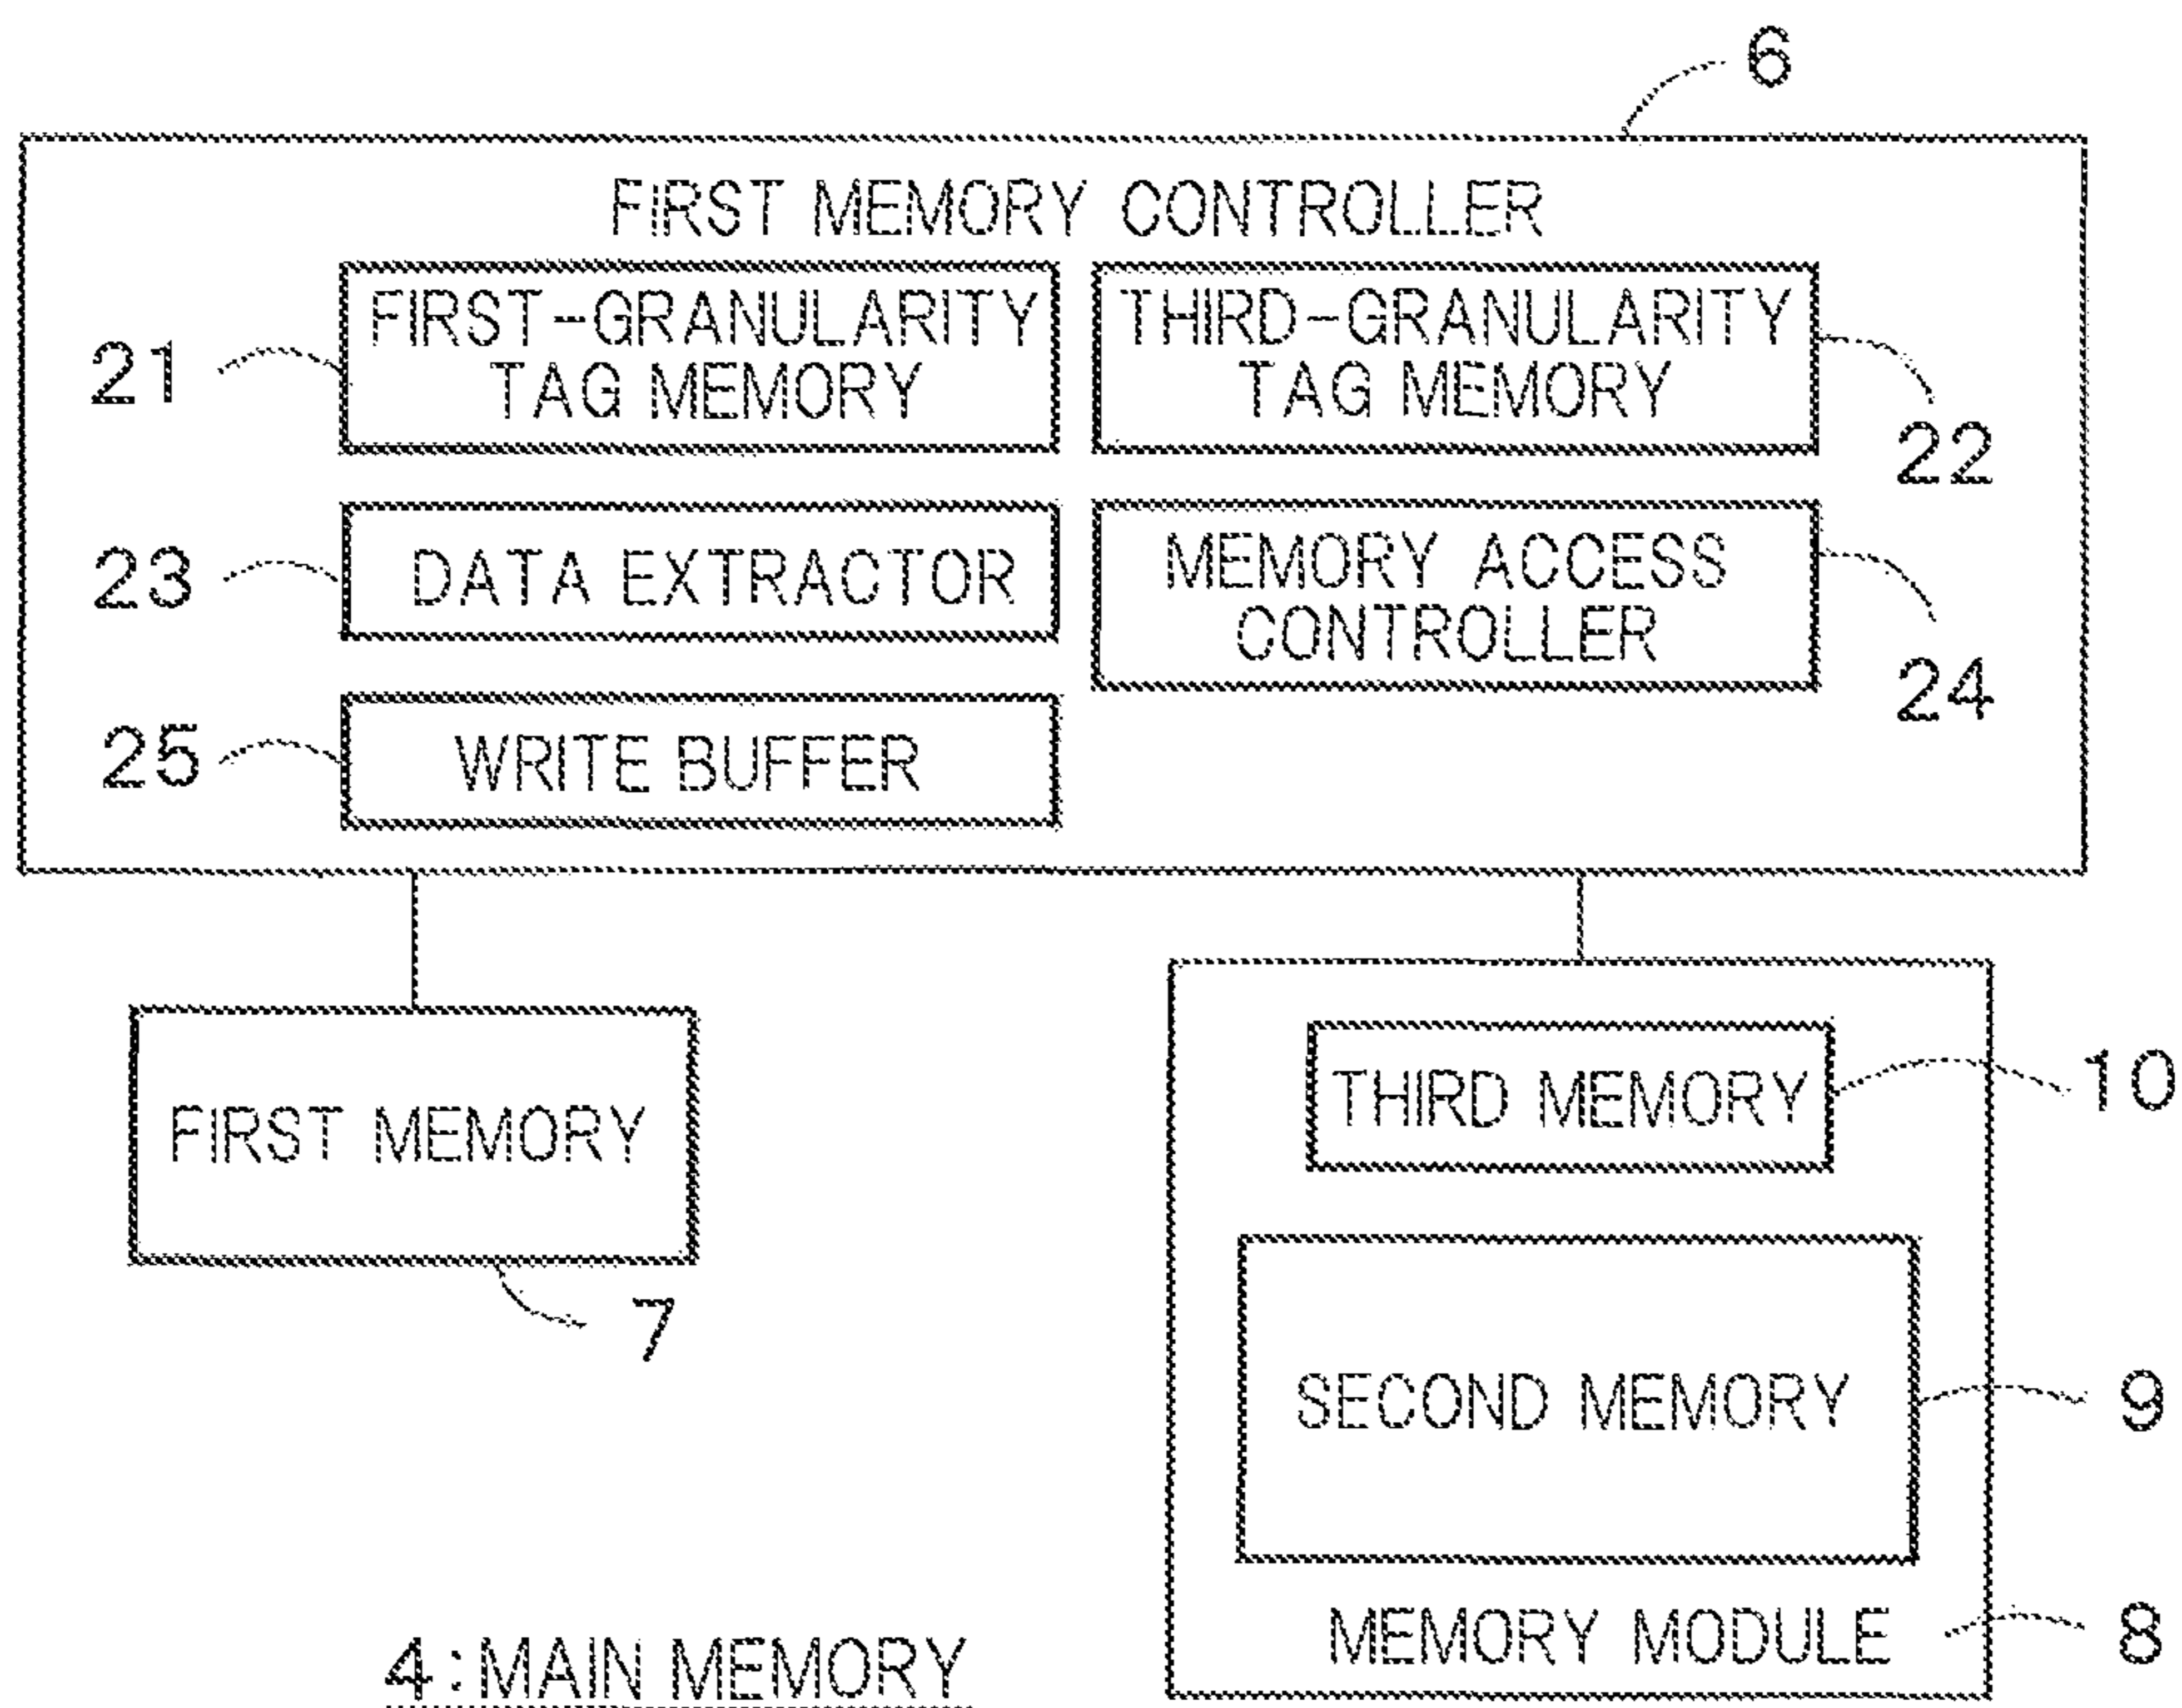 6
FIRST MEMORY CONTROLLER
FIRST-GRANULARITY
TAG MEMORY
THIRD-GRANULARITY
TAG MEMORY
21
22
DATA EXTRACTOR
23
MEMORY ACCESS
CONTROLLER
24
25
WRITE BUFFER
FIRST MEMORY
7
THIRD MEMORY
10
SECOND MEMORY
9
MEMORY MODULE
8
4:MAIN MEMORY